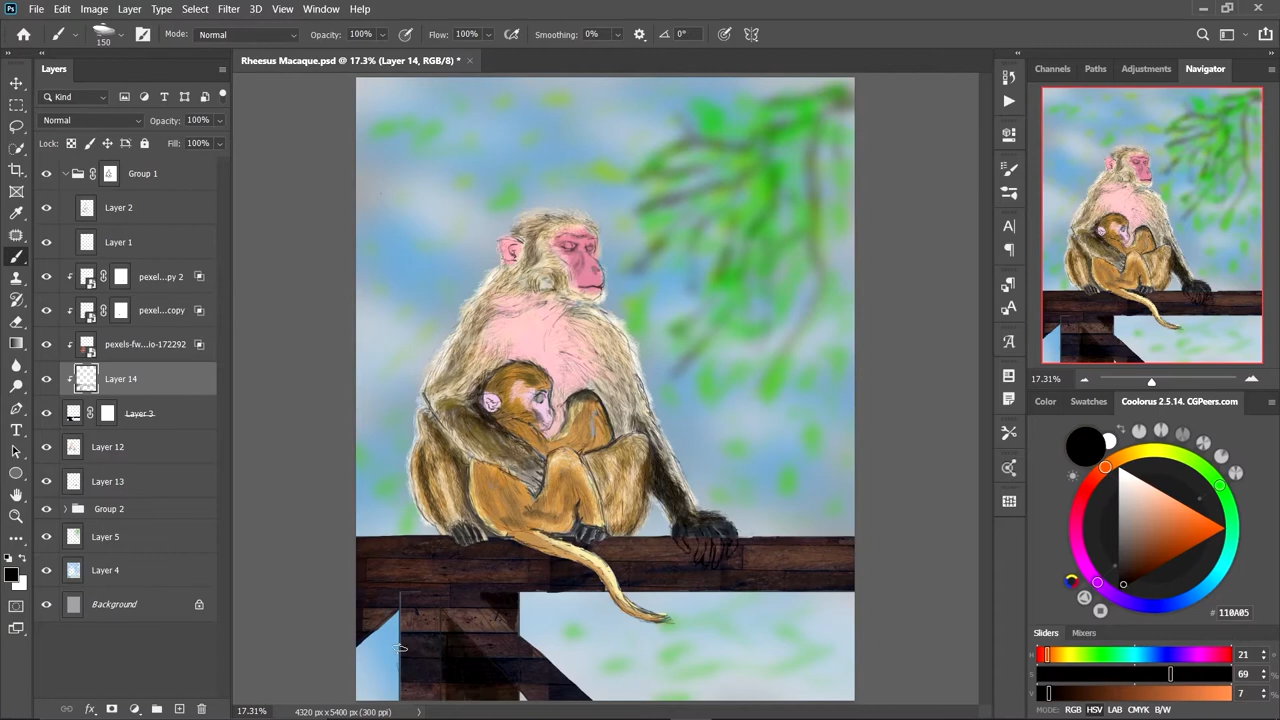 Ps File Edit Image Layer Type Select Filter 3D View Window Help
150 Mode: Normal Opacity: 100% Flow: 100% Smoothing: 0% 0°
Layers
Rheesus Macaque.psd @ 17.3% (Layer 14, RGB/8) *
Channels Paths Adjustments Navigator
Kind
Normal Opacity: 100%
Lock: Fill: 100%
Group 1
Layer 2
Layer 1
pexel...py 2
pexel...copy
pexels-fw...io-172292
Layer 14
Layer 3
Layer 12
Layer 13
Group 2
Layer 5
Layer 4
Background
17.31%
Color Swatches Coolorus 2.5.14. CGPeers.com
# 110A05
Sliders Mixers
H 21
S 69 %
V 7 %
MODE: RGB HSV LAB CMYK B/W
17.31% 4320 px x 5400 px (300 ppi)